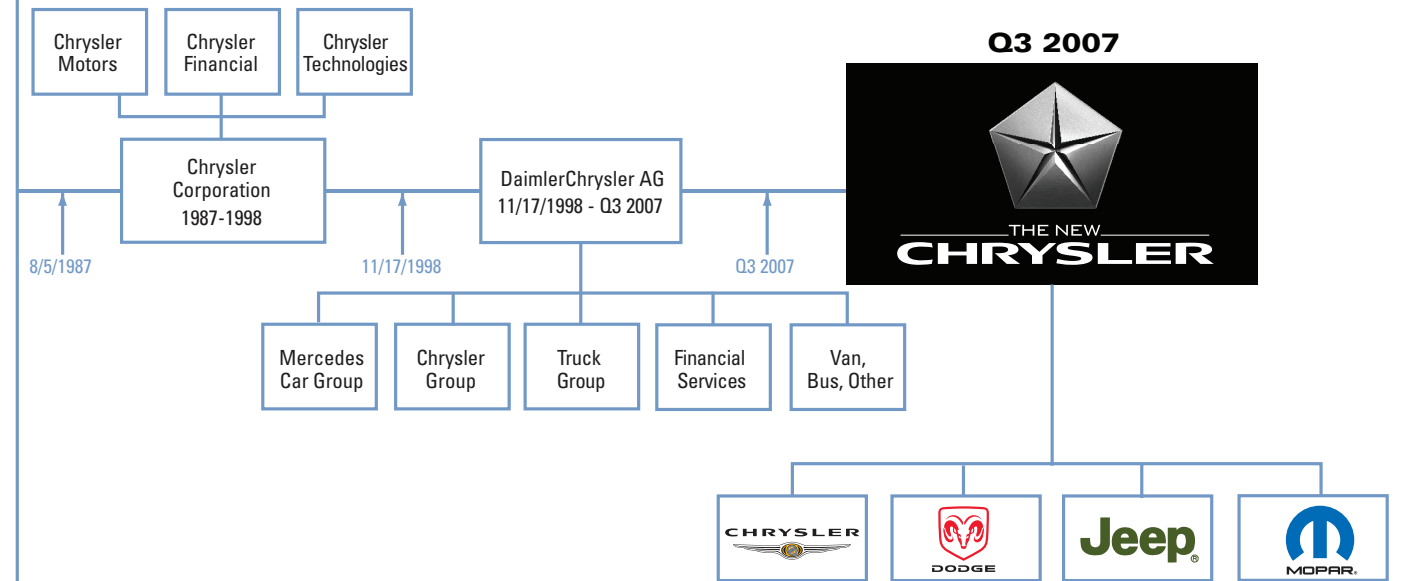 Chrysler
Motors
Chrysler
Financial
Chrysler
Technologies
Q3 2007
Chrysler
Corporation
1987-1998
DaimlerChrysler AG
11/17/1998 - Q3 2007
THE NEW
CHRYSLER
8/5/1987
11/17/1998
Q3 2007
Mercedes
Car Group
Chrysler
Group
Truck
Group
Financial
Services
Van,
Bus, Other
CHRYSLER
DODGE
Jeep®
MOPAR®